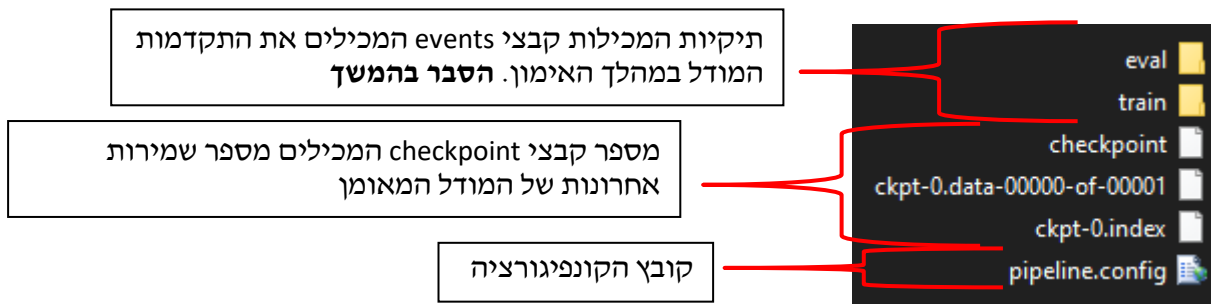 תיקיות המכילות קבצי events המכילים את התקדמות
המודל במהלך האימון. הסבר בהמשך
מספר קבצי checkpoint המכילים מספר שמירות
אחרונות של המודל המאומן
קובץ הקונפיגורציה
eval
train
checkpoint
ckpt-0.data-00000-of-00001
ckpt-0.index
pipeline.config